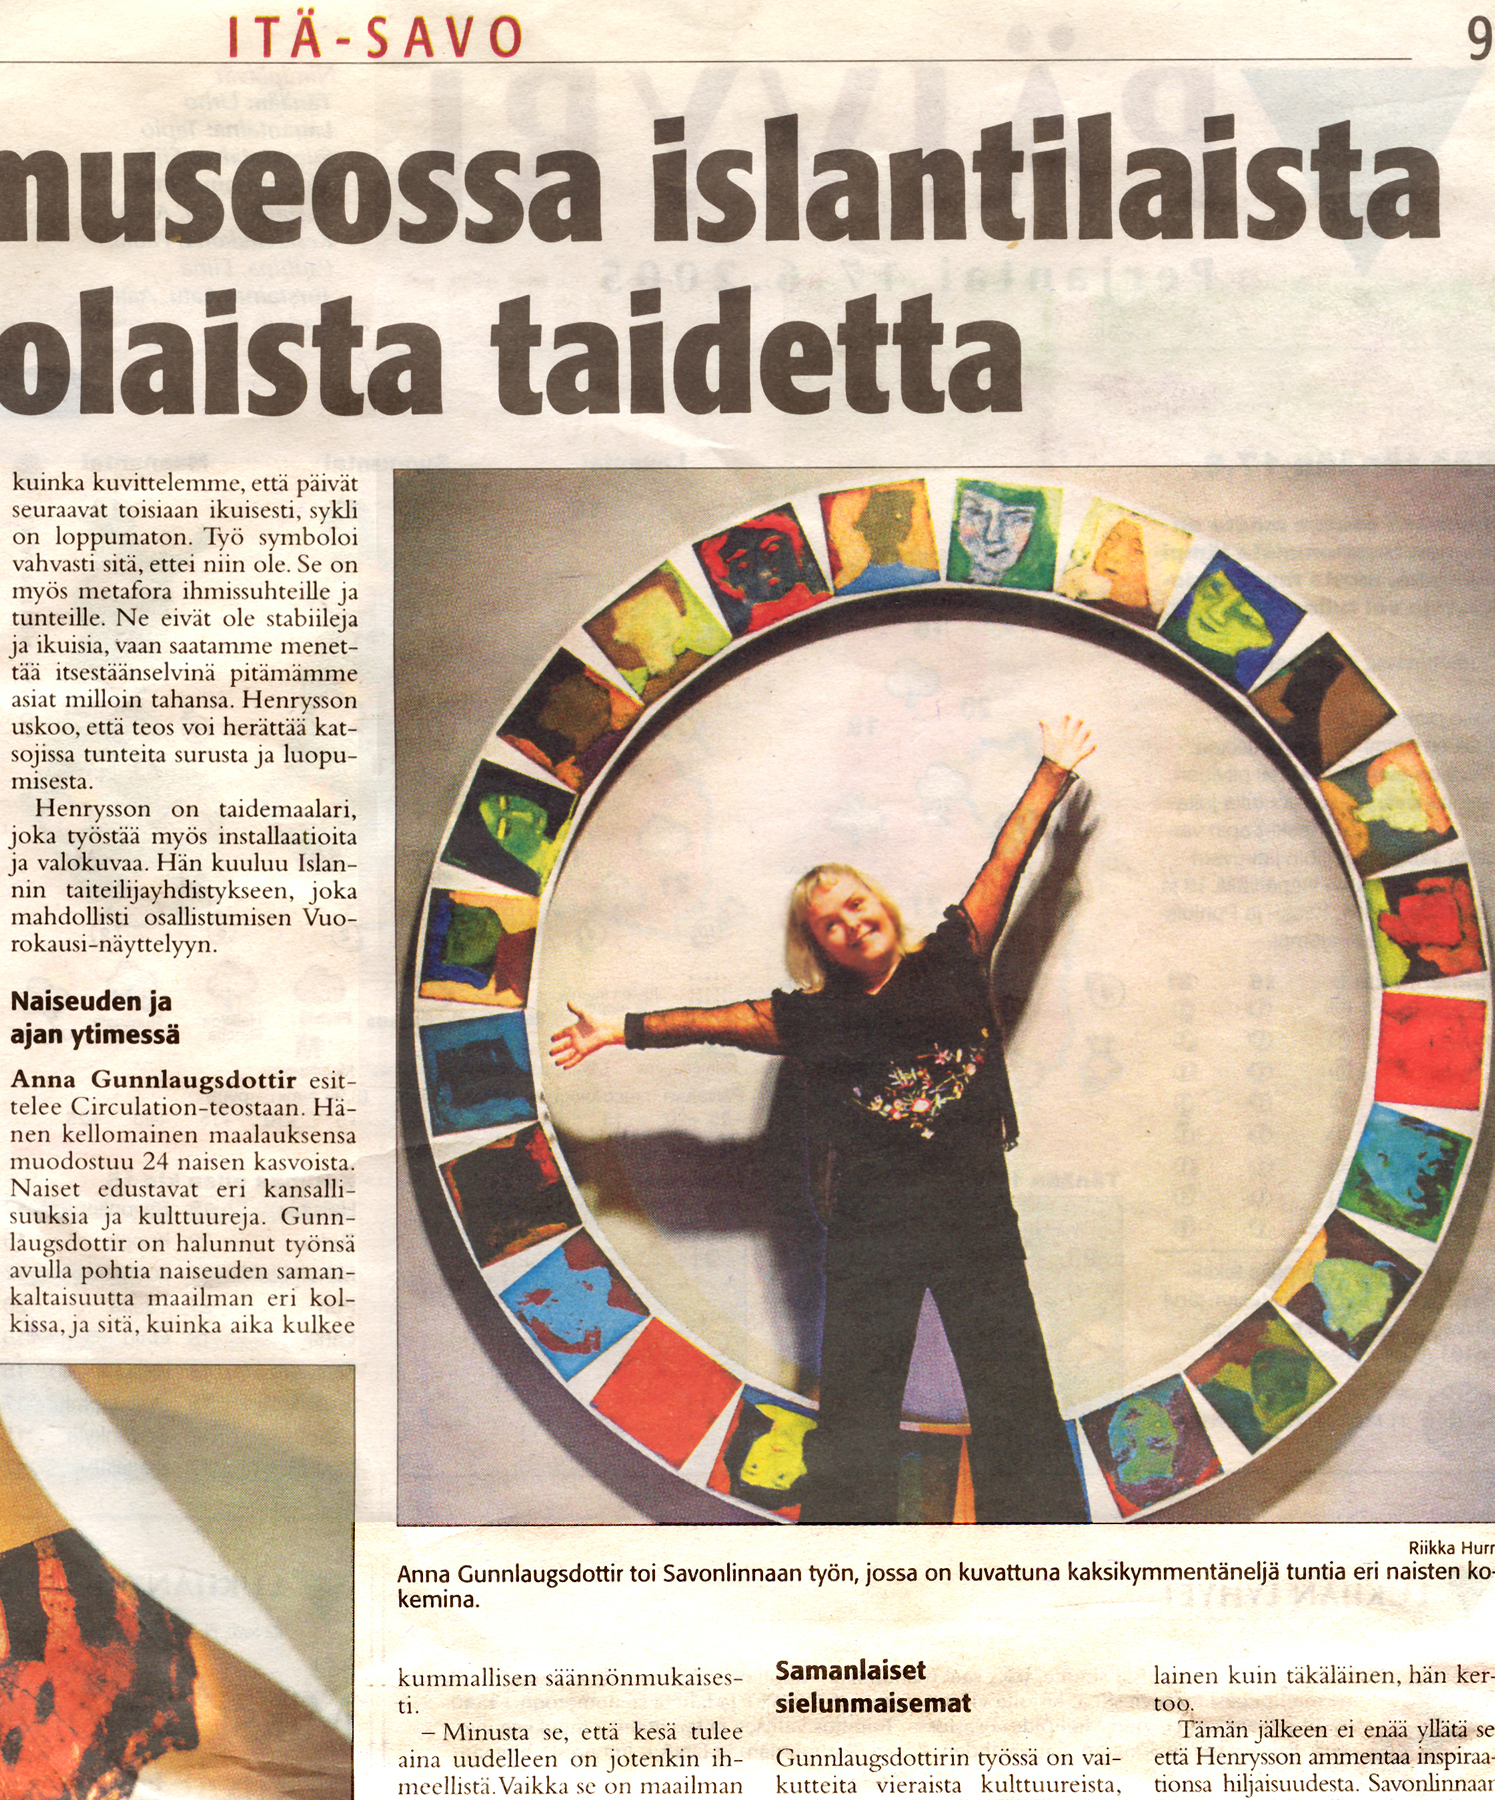 ITÄ-SAVO
9
museossa islantilaista
olaista taidetta
kuinka kuvittelemme, että päivät
seuraavat toisiaan ikuisesti, sykli
on loppumaton. Työ symboloi
vahvasti sitä, ettei niin ole. Se on
myös metafora ihmissuhteille ja
tunteille. Ne eivät ole stabiileja
ja ikuisia, vaan saatamme menet-
tää itsestäänselvinä pitämämme
asiat milloin tahansa. Henrysson
uskoo, että teos voi herättää kat-
sojissa tunteita surusta ja luopu-
misesta.
Henrysson on taidemaalari,
joka työstää myös installaatioita
ja valokuvaa. Hän kuuluu Islan-
nin taiteilijayhdistykseen, joka
mahdollisti osallistumisen Vuo-
rokausi-näyttelyyn.
Naiseuden ja
ajan ytimessä
Anna Gunnlaugsdottir esit-
telee Circulation-teostaan. Hä-
nen kellomainen maalauksensa
muodostuu 24 naisen kasvoista.
Naiset edustavat eri kansalli-
suuksia ja kulttuureja. Gunn-
laugsdottir on halunnut työnsä
avulla pohtia naiseuden saman-
kaltaisuutta maailman eri kol-
kissa, ja sitä, kuinka aika kulkee
Riikka Hurr
Anna Gunnlaugsdottir toi Savonlinnaan työn, jossa on kuvattuna kaksikymmentäneljä tuntia eri naisten ko-
kemina.
kummallisen säännönmukaises-
ti.
– Minusta se, että kesä tulee
aina uudelleen on jotenkin ih-
meellistä. Vaikka se on maailman
Samanlaiset
sielunmaisemat
Gunnlaugsdottirin työssä on vai-
kutteita vieraista kulttuureista,
lainen kuin täkäläinen, hän ker-
too.
Tämän jälkeen ei enää yllätä se
että Henrysson ammentaa inspiraa-
tionsa hiljaisuudesta. Savonlinnaan